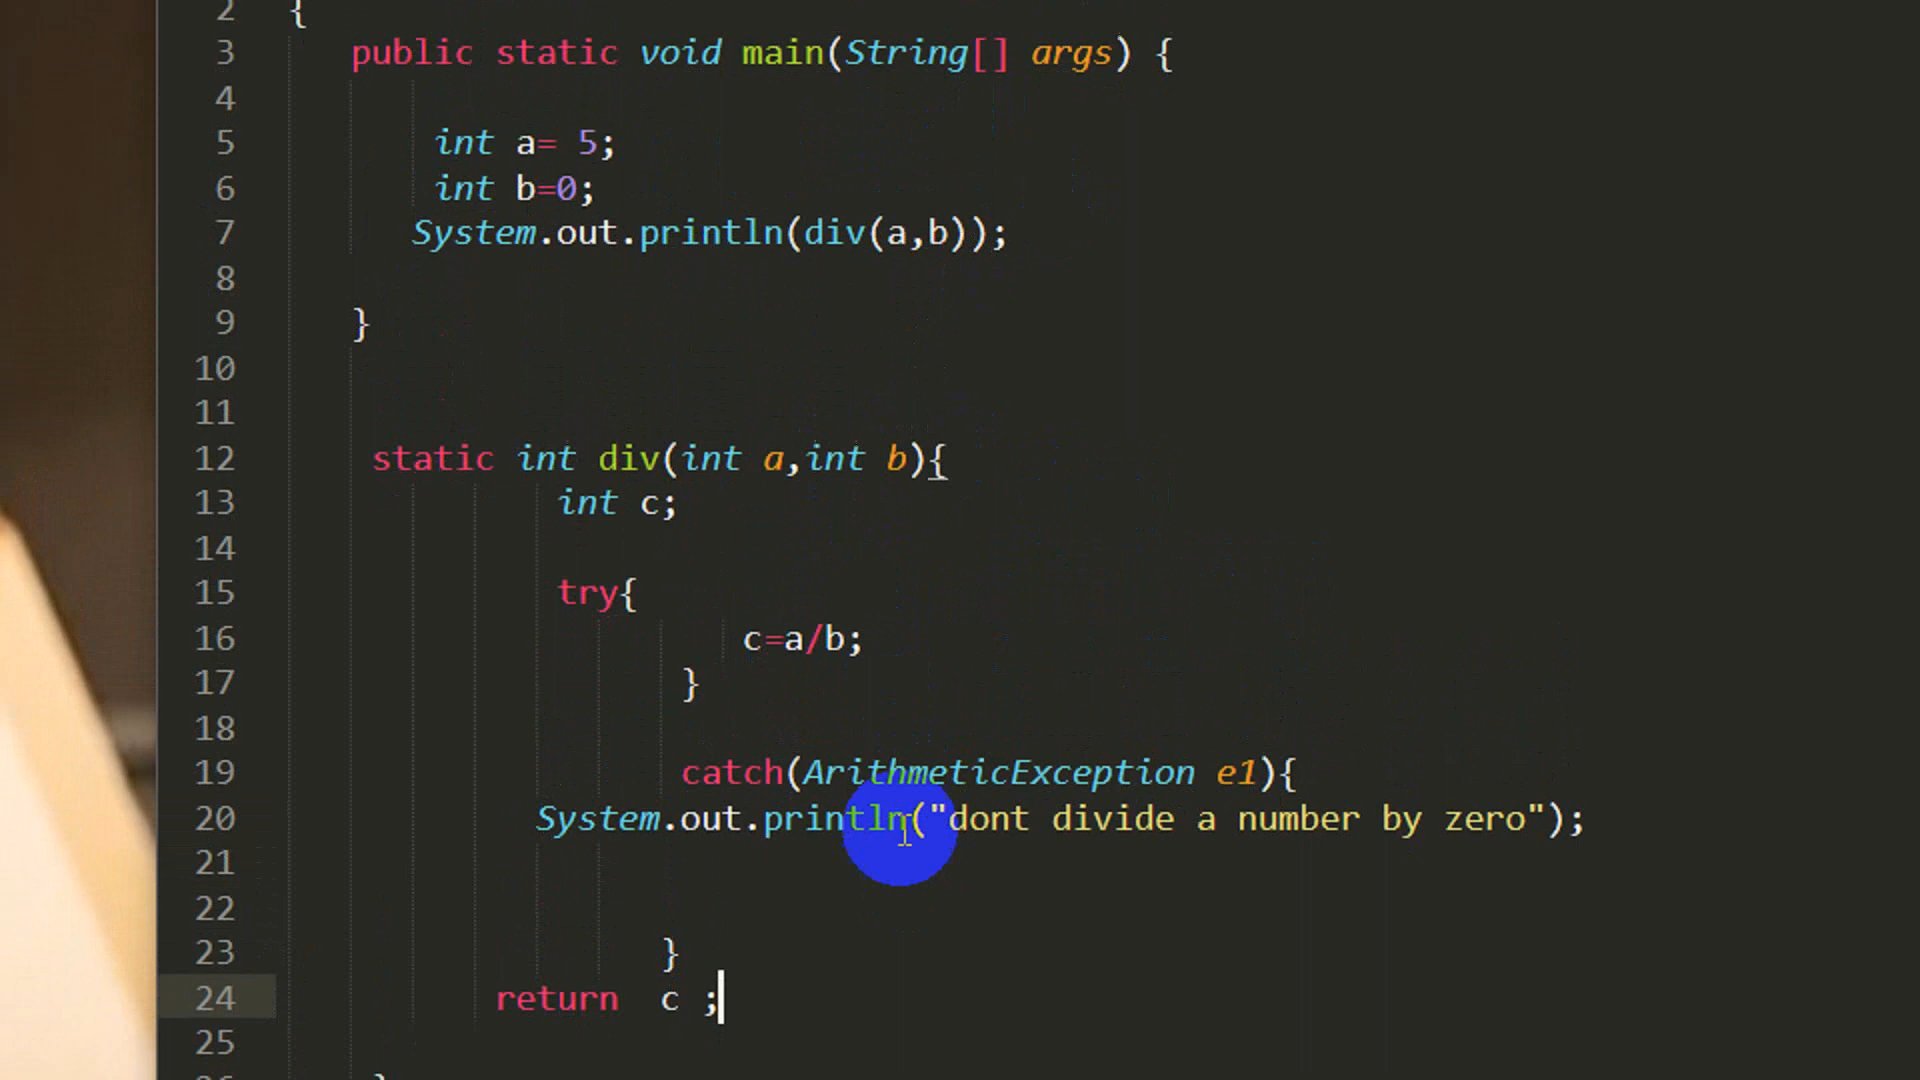 2 {
3 public static void main(String[] args) {
4
5 int a= 5;
6 int b=0;
7 System.out.println(div(a,b));
8
9 }
10
11
12 static int div(int a,int b){
13 int c;
14
15 try{
16 c=a/b;
17 }
18
19 catch(ArithmeticException e1){
20 System.out.println("dont divide a number by zero");
21
22
23 }
24 return c ;
25
26 }